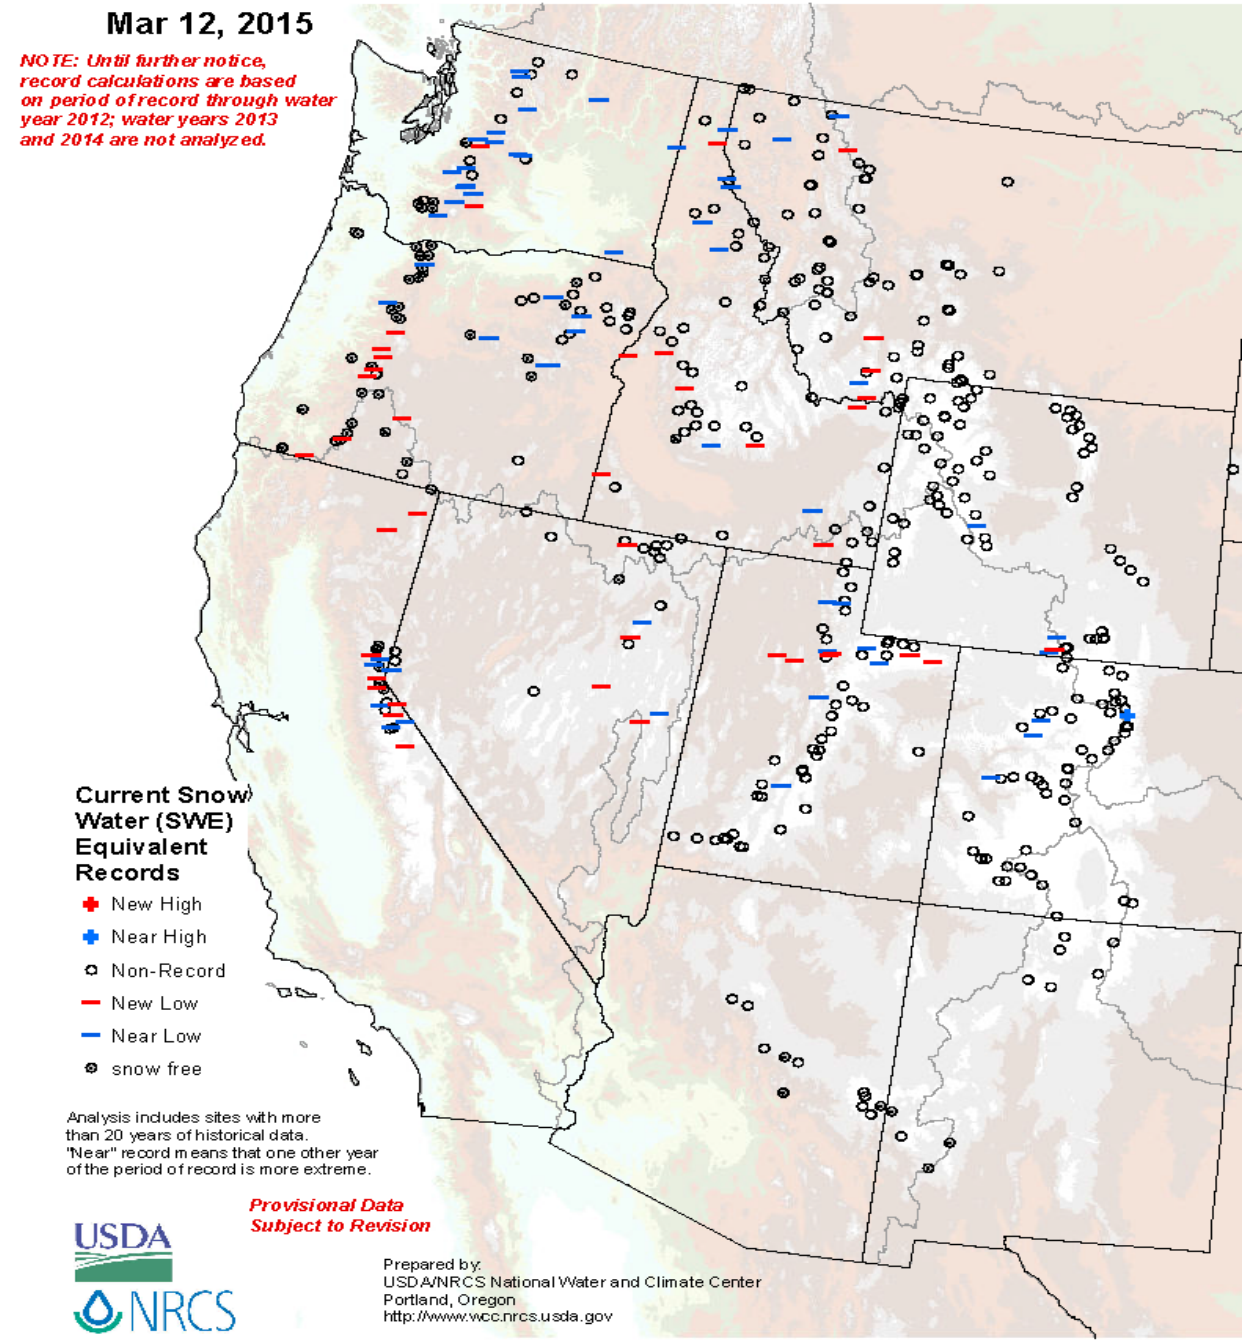 Mar 12, 2015
NOTE: Until further notice,
record calculations are based
on period of record through water
year 2012; water years 2013
and 2014 are not analyzed.
Current Snow
Water (SWE)
Equivalent
Records
New High
Near High
Non-Record
New Low
Near Low
snow free
Analysis includes sites with more
than 20 years of historical data.
"Near" record means that one other year
of the period of record is more extreme.
Provisional Data
Subject to Revision
USDA
NRCS
Prepared by:
USDA/NRCS National Water and Climate Center
Portland, Oregon
http://www.wcc.nrcs.usda.gov